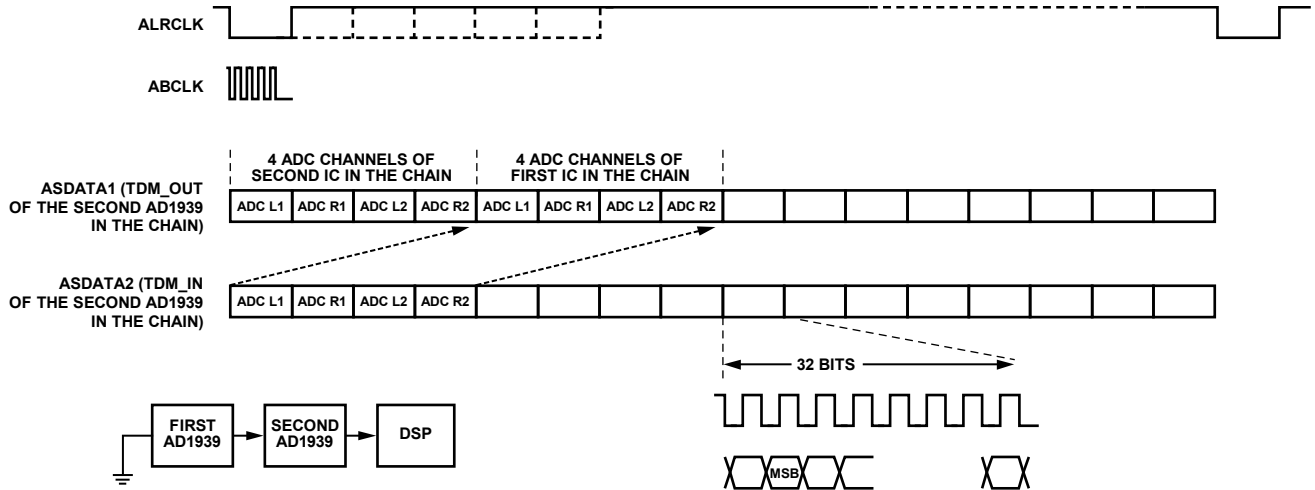 ALRCLK
ABCLK
4 ADC CHANNELS OF
SECOND IC IN THE CHAIN
4 ADC CHANNELS OF
FIRST IC IN THE CHAIN
ASDATA1 (TDM_OUT
OF THE SECOND AD1939
IN THE CHAIN)
ADC L1 ADC R1 ADC L2 ADC R2 ADC L1 ADC R1 ADC L2 ADC R2
ASDATA2 (TDM_IN
OF THE SECOND AD1939
IN THE CHAIN)
ADC L1 ADC R1 ADC L2 ADC R2
32 BITS
FIRST
AD1939
SECOND
AD1939
DSP
MSB